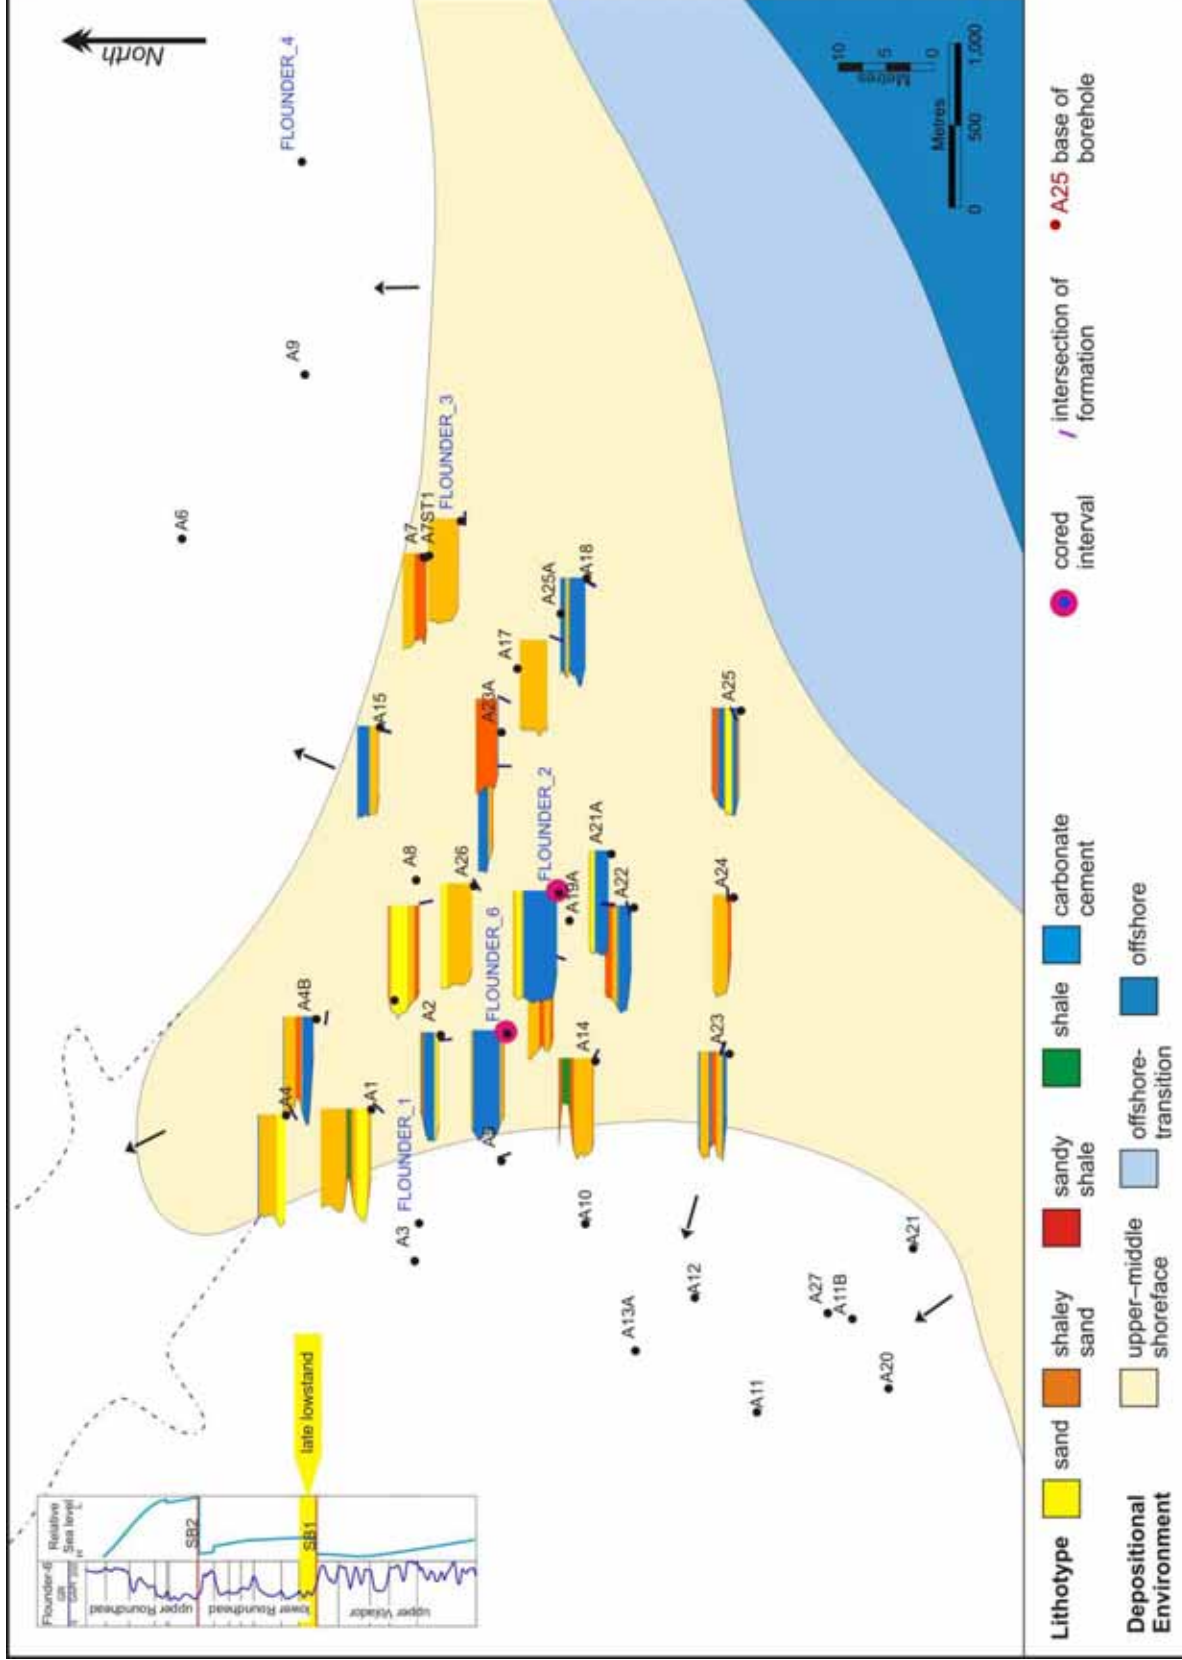 Flounder-6
GR
Relative
Sea level
H
L
upper Roundhead
lower Roundhead
upper Volador
SB2
SB1
late lowstand
North
FLOUNDER_4
A6
A9
A4B
A4
A15
A7
A7ST1
FLOUNDER_3
A1
A8
A2
FLOUNDER_1
A3
A26
A23A
A17
FLOUNDER_6
FLOUNDER_2
A25A
A18
A19A
A14
A10
A21A
A22
A13A
A12
A23
A24
A25
A11
A27
A11B
A20
A21
10
5
0
Metres
Metres
0
500
1,000
Lithotype
sand
shaley
sand
sandy
shale
shale
carbonate
cement
cored
interval
intersection of
formation
A25 base of
borehole
Depositional
Environment
upper–middle
shoreface
offshore-
transition
offshore